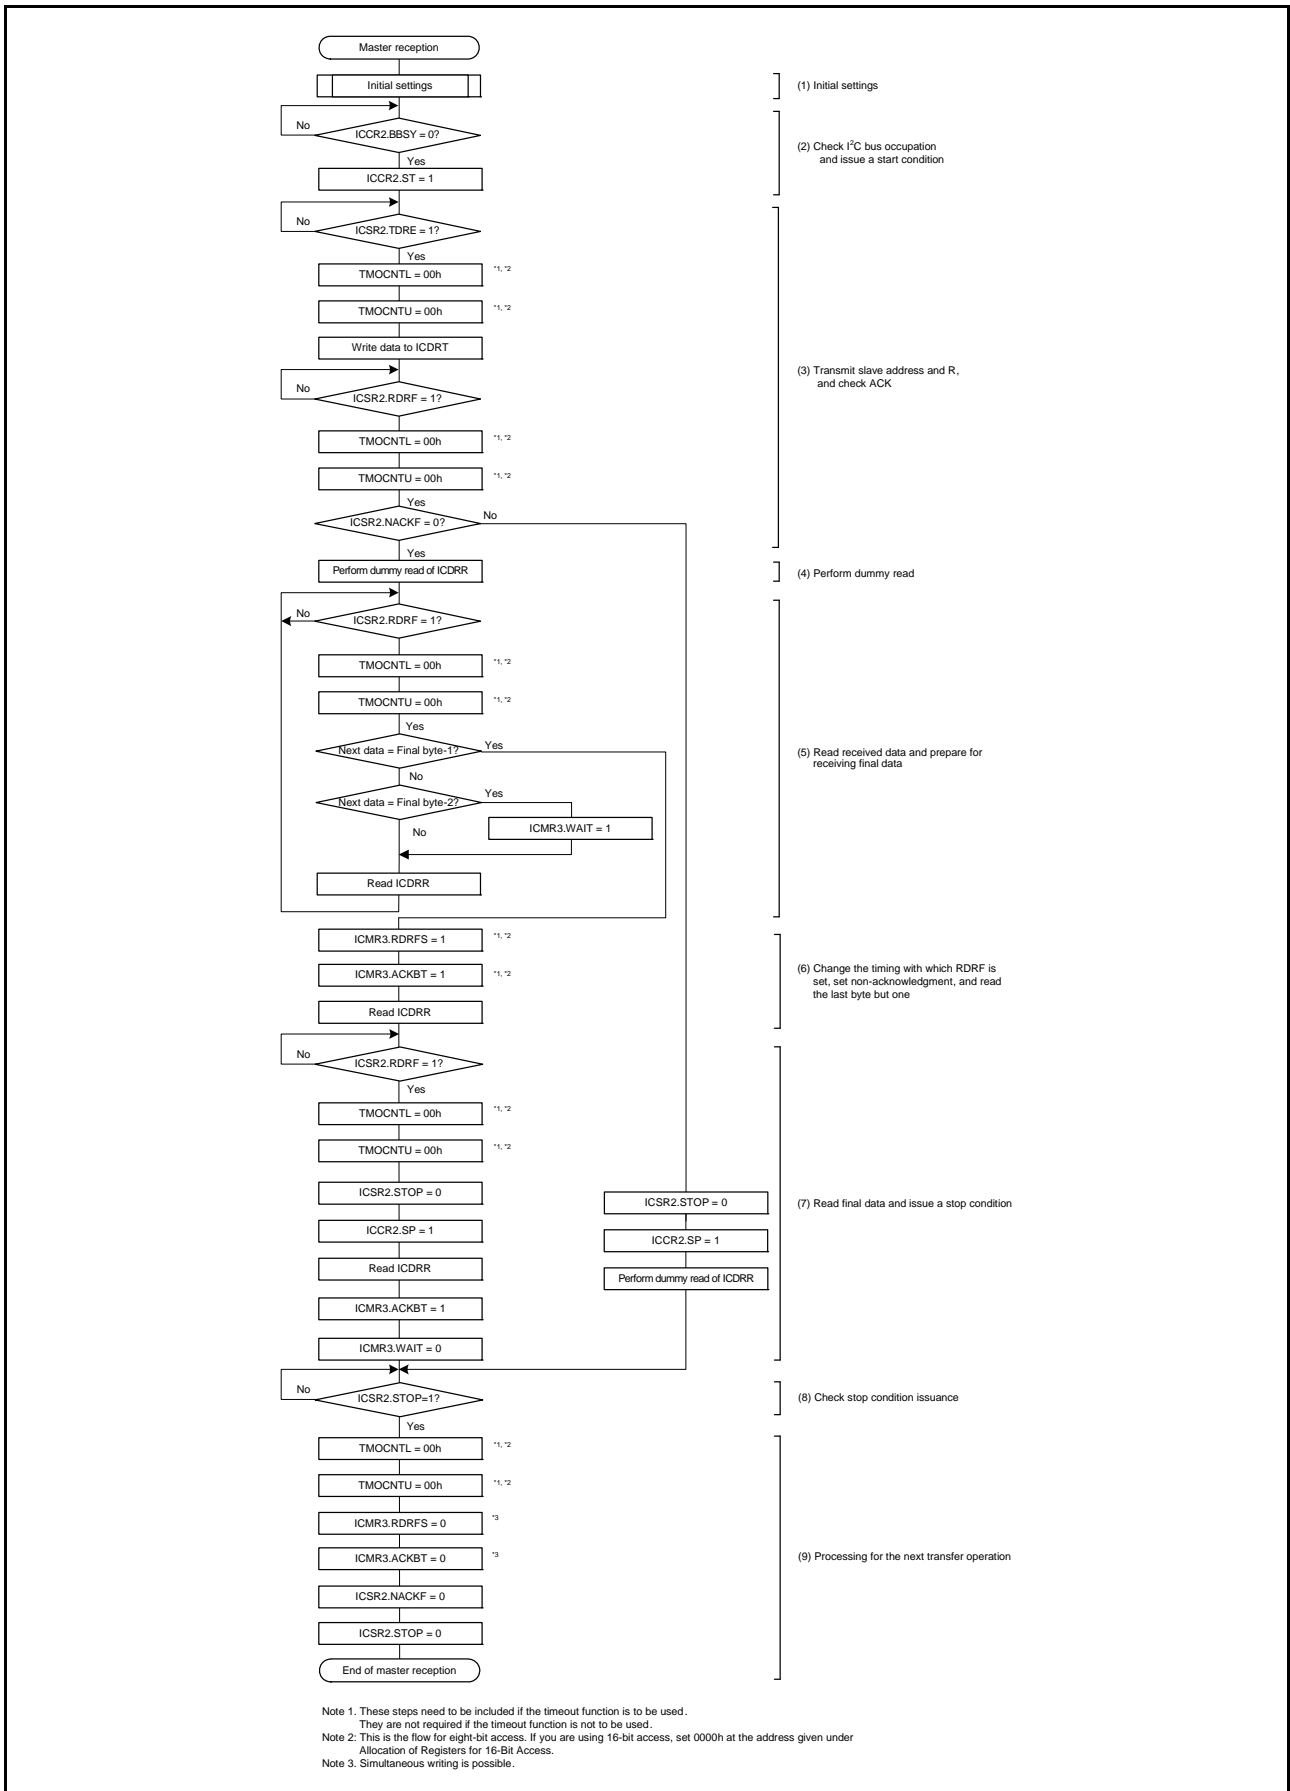 Master reception
Initial settings
(1) Initial settings
No
ICCR2.BBSY = 0?
Yes
ICCR2.ST = 1
(2) Check I²C bus occupation
and issue a start condition
No
ICSR2.TDRE = 1?
Yes
TMOCNTL = 00h
*1, *2
TMOCNTU = 00h
*1, *2
Write data to ICDRT
No
ICSR2.RDRF = 1?
(3) Transmit slave address and R,
and check ACK
TMOCNTL = 00h
*1, *2
TMOCNTU = 00h
*1, *2
Yes
ICSR2.NACKF = 0?
No
Yes
Perform dummy read of ICDRR
(4) Perform dummy read
No
ICSR2.RDRF = 1?
TMOCNTL = 00h
*1, *2
TMOCNTU = 00h
*1, *2
Yes
Next data = Final byte-1?
Yes
(5) Read received data and prepare for
receiving final data
No
Next data = Final byte-2?
Yes
ICMR3.WAIT = 1
No
Read ICDRR
ICMR3.RDRFS = 1
*1, *2
ICMR3.ACKBT = 1
*1, *2
Read ICDRR
(6) Change the timing with which RDRF is
set, set non-acknowledgment, and read
the last byte but one
No
ICSR2.RDRF = 1?
Yes
TMOCNTL = 00h
*1, *2
TMOCNTU = 00h
*1, *2
ICSR2.STOP = 0
ICCR2.SP = 1
Read ICDRR
ICMR3.ACKBT = 1
ICMR3.WAIT = 0
ICSR2.STOP = 0
ICCR2.SP = 1
Perform dummy read of ICDRR
(7) Read final data and issue a stop condition
No
ICSR2.STOP=1?
Yes
(8) Check stop condition issuance
TMOCNTL = 00h
*1, *2
TMOCNTU = 00h
*1, *2
ICMR3.RDRFS = 0
*3
ICMR3.ACKBT = 0
*3
(9) Processing for the next transfer operation
ICSR2.NACKF = 0
ICSR2.STOP = 0
End of master reception
Note 1. These steps need to be included if the timeout function is to be used.
They are not required if the timeout function is not to be used.
Note 2: This is the flow for eight-bit access. If you are using 16-bit access, set 0000h at the address given under
Allocation of Registers for 16-Bit Access.
Note 3. Simultaneous writing is possible.